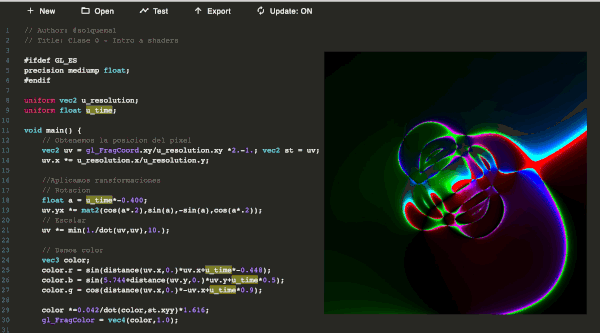 + New Open Test Export Update: ON
1 // Author: @solquemal
2 // Title: Clase 0 - Intro a shaders
3
4 #ifdef GL_ES
5 precision mediump float;
6 #endif
7
8 uniform vec2 u_resolution;
9 uniform float u_time;
10
11 void main() {
12 // Obtenemos la posicion del pixel
13 vec2 uv = gl_FragCoord.xy/u_resolution.xy *2.-1.; vec2 st = uv;
14 uv.x *= u_resolution.x/u_resolution.y;
15
16 //Aplicamos transformaciones
17 // Rotacion
18 float a = u_time*-0.400;
19 uv.yx *= mat2(cos(a*.2),sin(a),-sin(a),cos(a*.2));
21 // Escalar
21 uv *= min(1./dot(uv,uv),10.);
22
23 // Damos color
24 vec3 color;
25 color.r = sin(distance(uv.x,0.)*uv.x+u_time*-0.448);
26 color.b = sin(5.744+distance(uv.y,0.)*uv.y+u_time*0.5);
27 color.g = cos(distance(uv.x,0.)*-uv.x+u_time*0.9);
28
29 color *=0.042/dot(color,st.xyy)*1.616;
30 gl_FragColor = vec4(color,1.0);